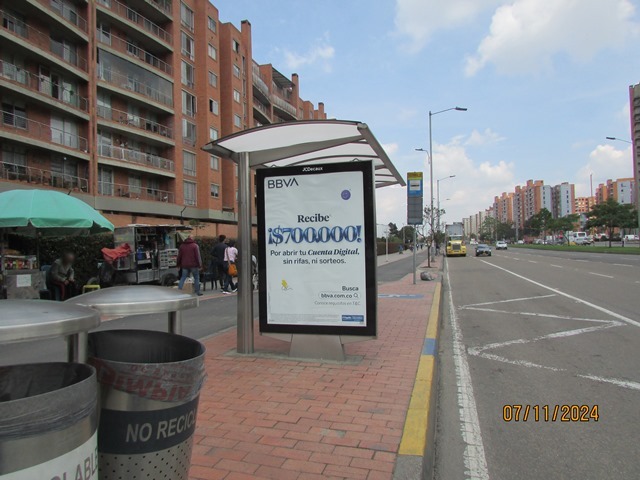 JCDecaux
BBVA
Recibe
¡$700.000!
Por abrir tu Cuenta Digital,
sin rifas, ni sorteos.
Busca
bbva.com.co
NO RECIC
ABLE
07/11/2024